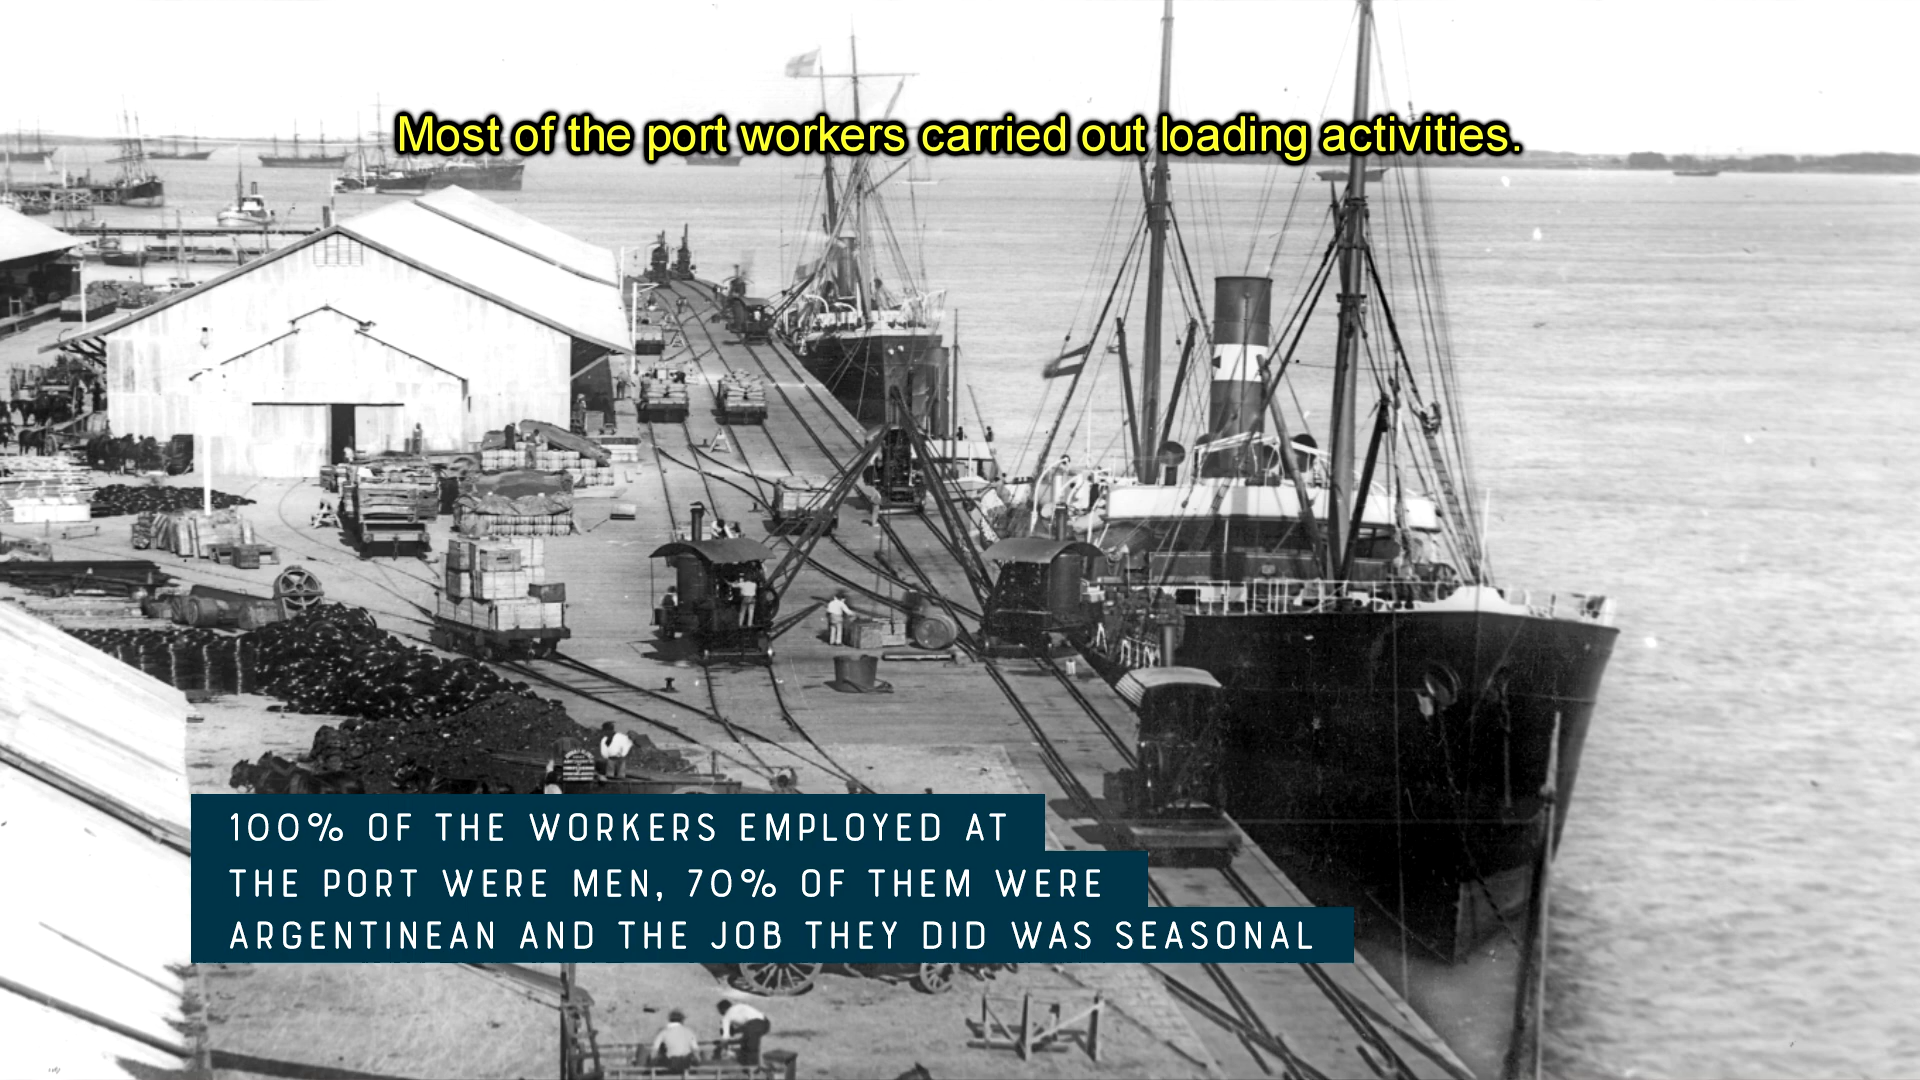 Most of the port workers carried out loading activities.
100% OF THE WORKERS EMPLOYED AT
THE PORT WERE MEN, 70% OF THEM WERE
ARGENTINEAN AND THE JOB THEY DID WAS SEASONAL